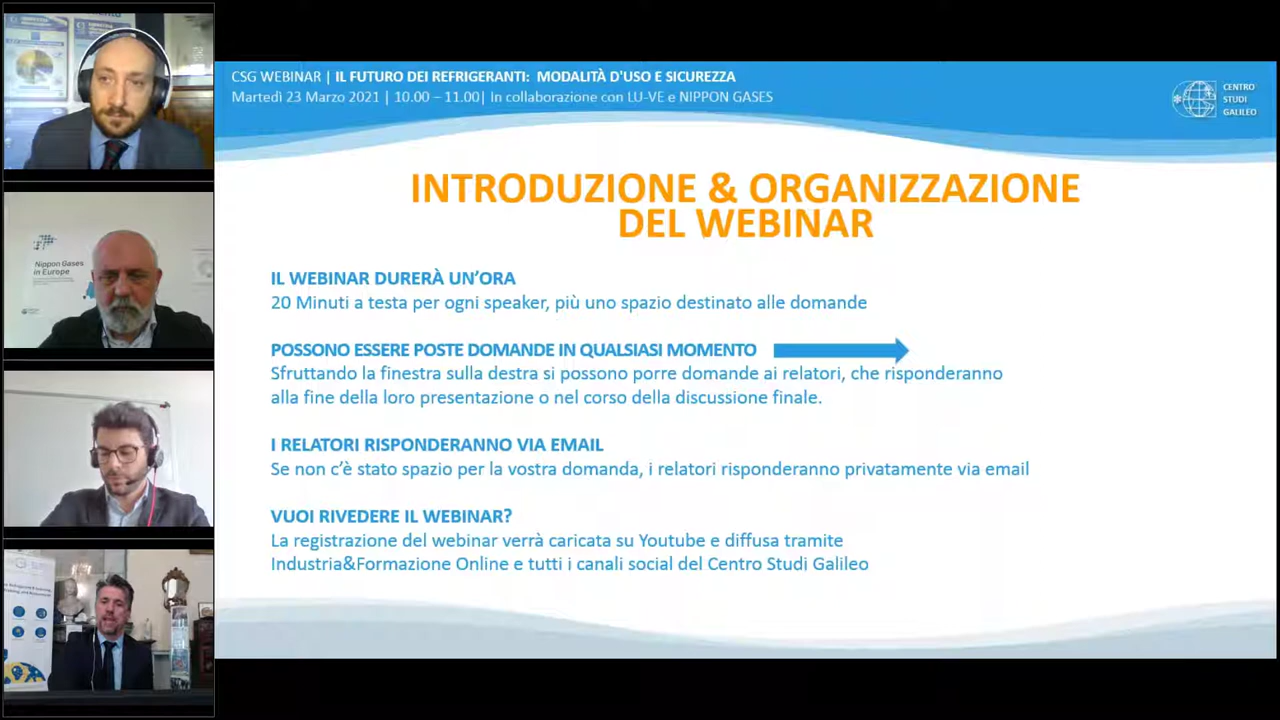 CSG WEBINAR | IL FUTURO DEI REFRIGERANTI: MODALITÀ D'USO E SICUREZZA
Martedì 23 Marzo 2021 | 10.00 – 11.00| In collaborazione con LU-VE e NIPPON GASES
CENTRO
STUDI
GALILEO
INTRODUZIONE & ORGANIZZAZIONE
DEL WEBINAR
IL WEBINAR DURERÀ UN’ORA
20 Minuti a testa per ogni speaker, più uno spazio destinato alle domande
POSSONO ESSERE POSTE DOMANDE IN QUALSIASI MOMENTO
Sfruttando la finestra sulla destra si possono porre domande ai relatori, che risponderanno
alla fine della loro presentazione o nel corso della discussione finale.
I RELATORI RISPONDERANNO VIA EMAIL
Se non c’è stato spazio per la vostra domanda, i relatori risponderanno privatamente via email
VUOI RIVEDERE IL WEBINAR?
La registrazione del webinar verrà caricata su Youtube e diffusa tramite
Industria&Formazione Online e tutti i canali social del Centro Studi Galileo
Nippon Gases
in Europe